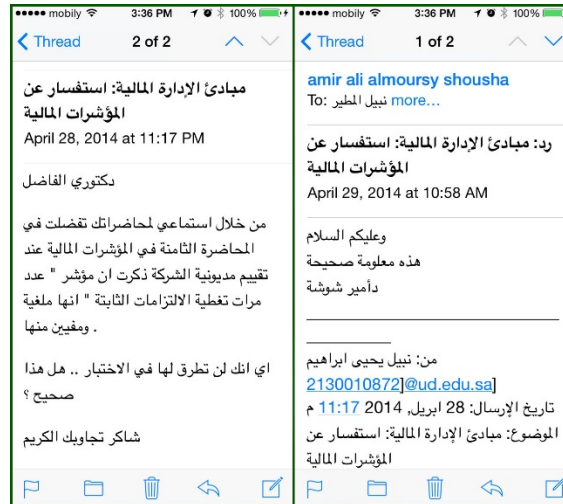 mobily 3:36 PM 100%
Thread 2 of 2
مبادئ الإدارة المالية: استفسار عن
المؤشرات المالية
April 28, 2014 at 11:17 PM
دكتوري الفاضل
من خلال استماعي لمحاضراتك تفضلت في
المحاضرة الثامنة في المؤشرات المالية عند
تقييم مديونية الشركة ذكرت ان مؤشر " عدد
مرات تغطية الالتزامات الثابتة " انها ملغية
ومفيين منها .
اي انك لن تطرق لها في الاختبار .. هل هذا
صحيح ؟
شاكر تجاوبك الكريم
mobily 3:36 PM 100%
Thread 1 of 2
amir ali almoursy shousha
To: نبيل المطير more...
رد: مبادئ الإدارة المالية: استفسار عن
المؤشرات المالية
April 29, 2014 at 10:58 AM
وعليكم السلام
هذه معلومة صحيحة
دأمير شوشة
من: نبيل يحيى ابراهيم
[2130010872@ud.edu.sa]
تاريخ الإرسال: 28 ابريل, 2014 11:17 م
الموضوع: مبادئ الإدارة المالية: استفسار عن
المؤشرات المالية